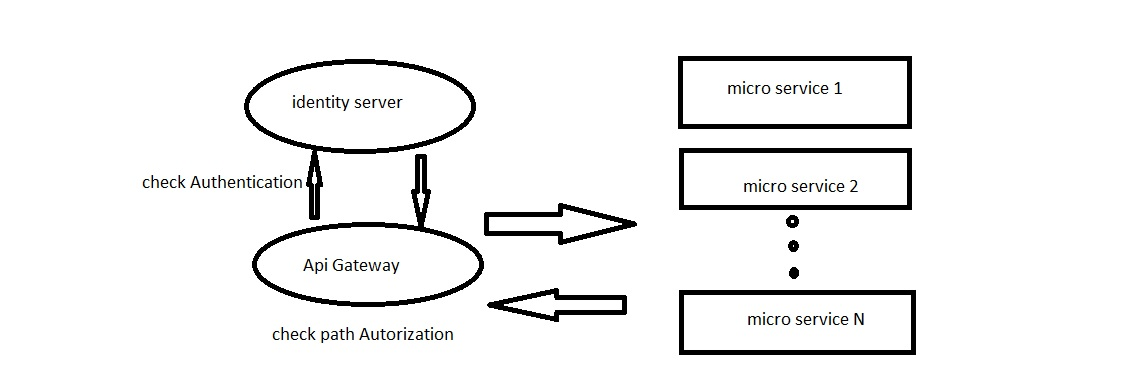 identity server
micro service 1
check Authentication
micro service 2
Api Gateway
check path Autorization
micro service N